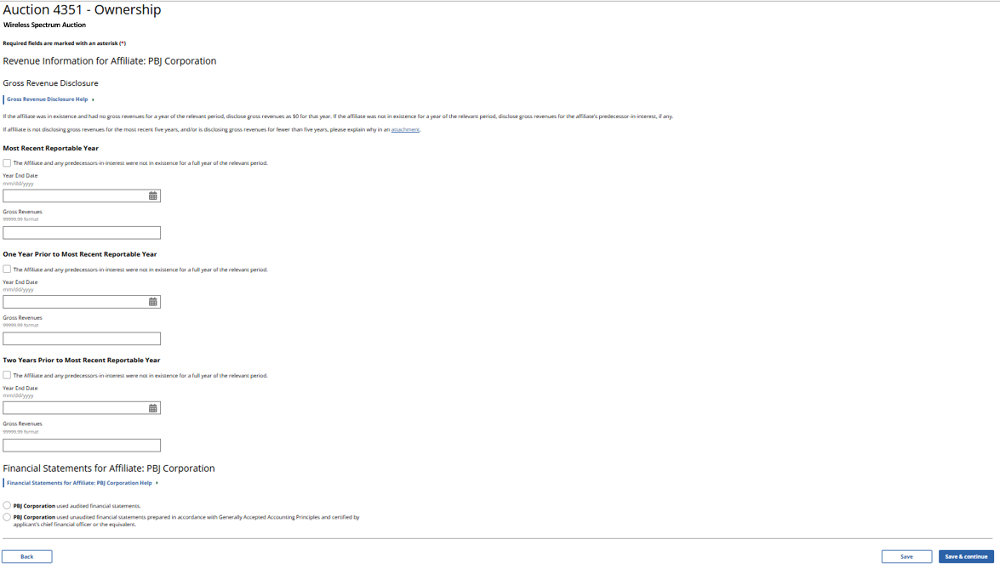 Auction 4351 - Ownership
Wireless Spectrum Auction
Required fields are marked with an asterisk (*)
Revenue Information for Affiliate: PBJ Corporation
Gross Revenue Disclosure
Gross Revenue Disclosure Help
If the affiliate was in existence and had no gross revenues for a year of the relevant period, disclose gross revenues as $0 for that year. If the affiliate was not in existence for a year of the relevant period, disclose gross revenues for the affiliate's predecessor-in-interest, if any.
If affiliate is not disclosing gross revenues for the most recent five years, and/or is disclosing gross revenues for fewer than five years, please explain why in an attachment.
Most Recent Reportable Year
The Affiliate and any predecessors-in-interest were not in existence for a full year of the relevant period.
Year End Date
mm/dd/yyyy
Gross Revenues
99999.99 format
One Year Prior to Most Recent Reportable Year
The Affiliate and any predecessors-in-interest were not in existence for a full year of the relevant period.
Year End Date
mm/dd/yyyy
Gross Revenues
99999.99 format
Two Years Prior to Most Recent Reportable Year
The Affiliate and any predecessors-in-interest were not in existence for a full year of the relevant period.
Year End Date
mm/dd/yyyy
Gross Revenues
99999.99 format
Financial Statements for Affiliate: PBJ Corporation
Financial Statements for Affiliate: PBJ Corporation Help
PBJ Corporation used audited financial statements.
PBJ Corporation used unaudited financial statements prepared in accordance with Generally Accepted Accounting Principles and certified by
applicant's chief financial officer or the equivalent.
Back
Save
Save & continue